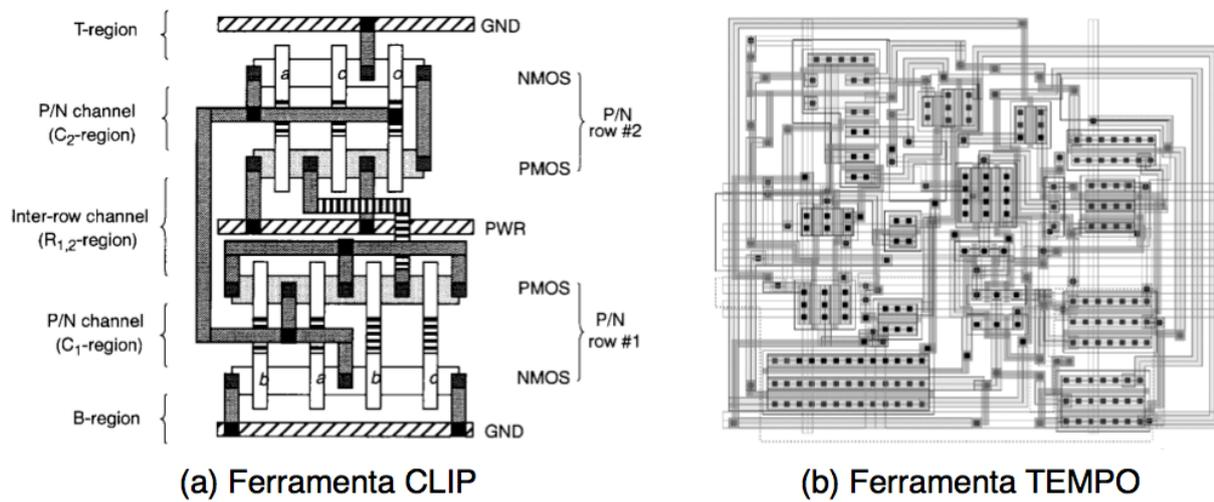 T-region
GND
a c c
NMOS
P/N channel
(C₂-region)
P/N
row #2
PMOS
Inter-row channel
(R₁,₂-region)
PWR
PMOS
P/N channel
(C₁-region)
P/N
row #1
b a b c
NMOS
B-region
GND
(a) Ferramenta CLIP
(b) Ferramenta TEMPO